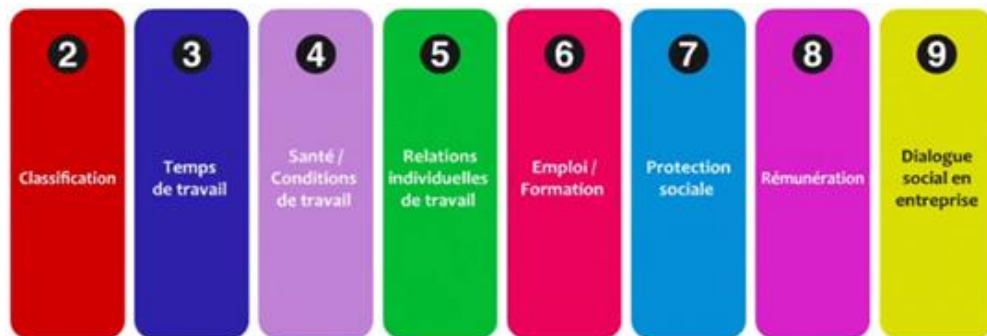 2
Classification
3
Temps
de travail
4
Santé /
Conditions
de travail
5
Relations
individuelles
de travail
6
Emploi /
Formation
7
Protection
sociale
8
Rémunération
9
Dialogue
social en
entreprise